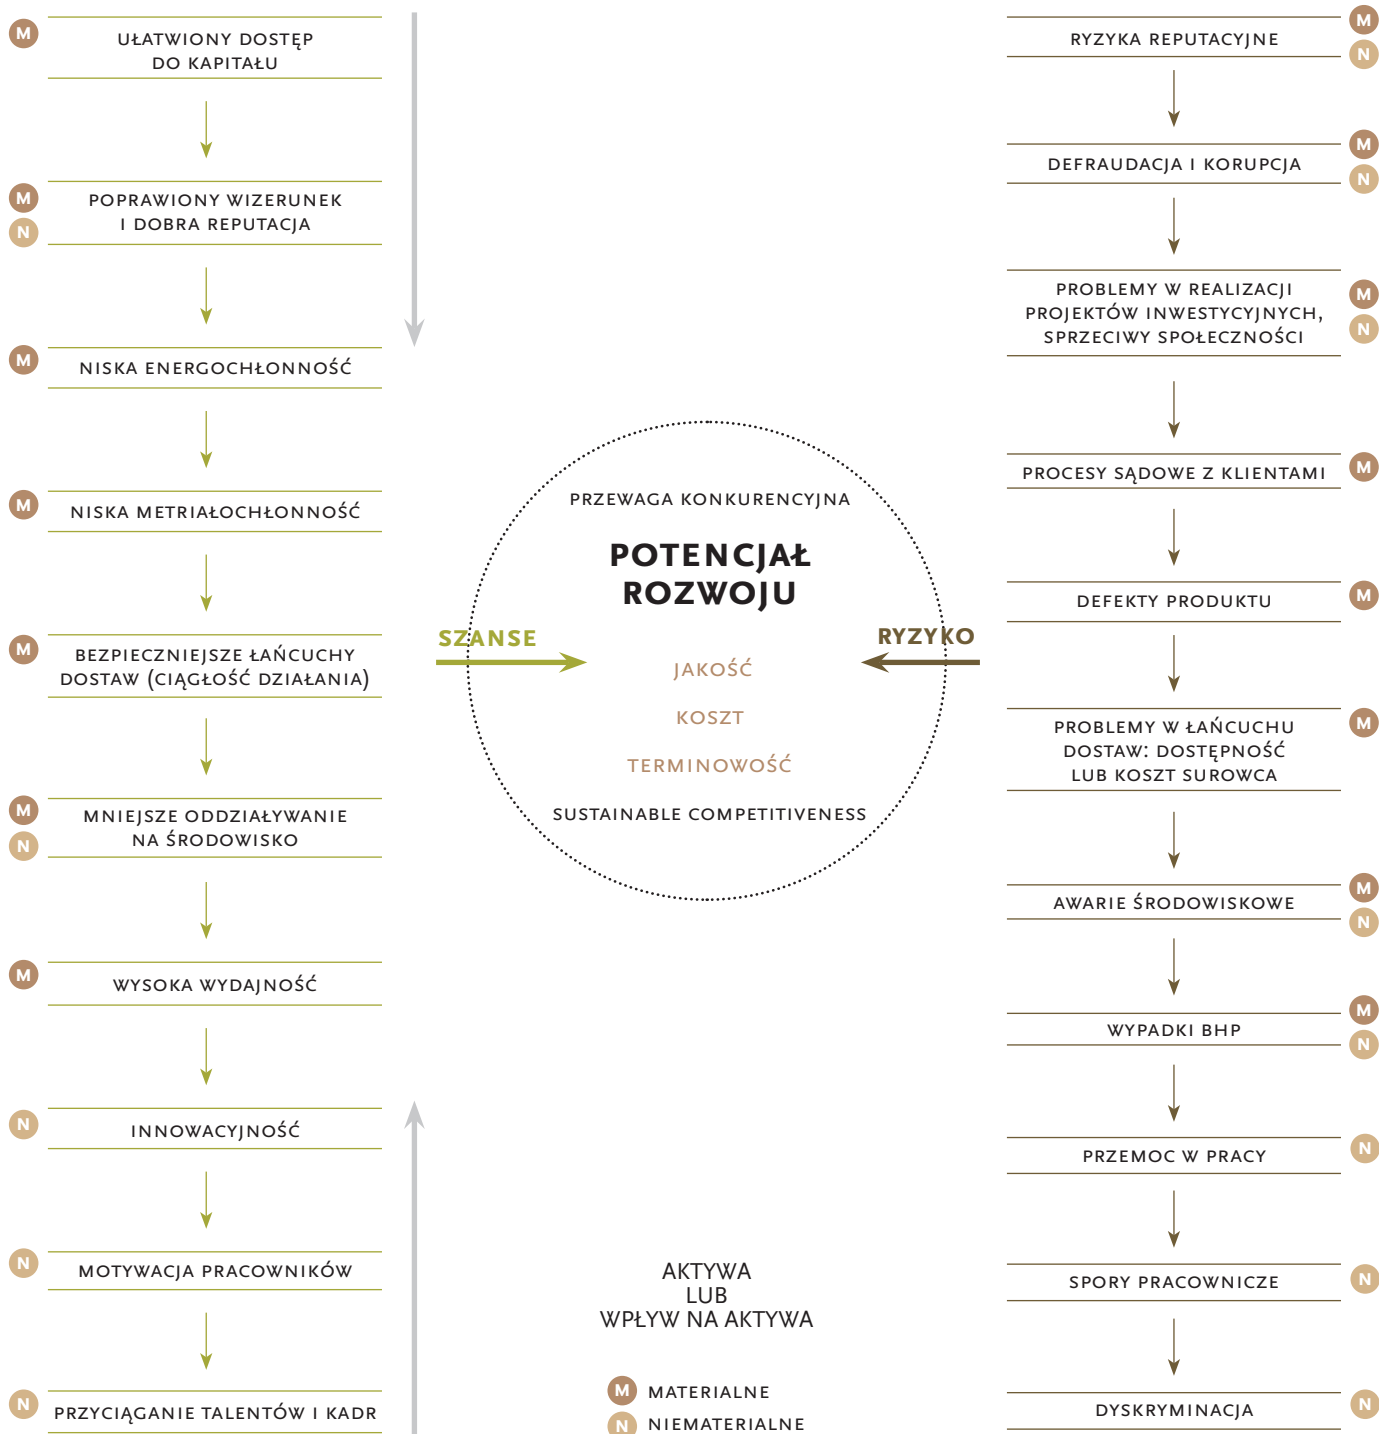 M
UŁATWIONY DOSTĘP
DO KAPITAŁU
M
N
POPRAWIONY WIZERUNEK
I DOBRA REPUTACJA
M
NISKA ENERGOCHŁONNOŚĆ
M
NISKA METRIAŁOCHŁONNOŚĆ
M
BEZPIECZNIEJSZE ŁAŃCUCHY
DOSTAW (CIĄGŁOŚĆ DZIAŁANIA)
M
N
MNIEJSZE ODDZIAŁYWANIE
NA ŚRODOWISKO
M
WYSOKA WYDAJNOŚĆ
N
INNOWACYJNOŚĆ
N
MOTYWACJA PRACOWNIKÓW
N
PRZYCIĄGANIE TALENTÓW I KADR
SZANSE
PRZEWAGA KONKURENCYJNA
POTENCJAŁ
ROZWOJU
JAKOŚĆ
KOSZT
TERMINOWOŚĆ
SUSTAINABLE COMPETITIVENESS
RYZYKO
AKTYWA
LUB
WPŁYW NA AKTYWA
M MATERIALNE
N NIEMATERIALNE
RYZYKA REPUTACYJNE
M
N
DEFRAUDACJA I KORUPCJA
M
N
PROBLEMY W REALIZACJI
PROJEKTÓW INWESTYCYJNYCH,
SPRZECIWY SPOŁECZNOŚCI
M
N
PROCESY SĄDOWE Z KLIENTAMI
M
DEFEKTY PRODUKTU
M
PROBLEMY W ŁAŃCUCHU
DOSTAW: DOSTĘPNOŚĆ
LUB KOSZT SUROWCA
M
AWARIE ŚRODOWISKOWE
M
N
WYPADKI BHP
M
N
PRZEMOC W PRACY
N
SPORY PRACOWNICZE
N
DYSKRYMINACJA
N